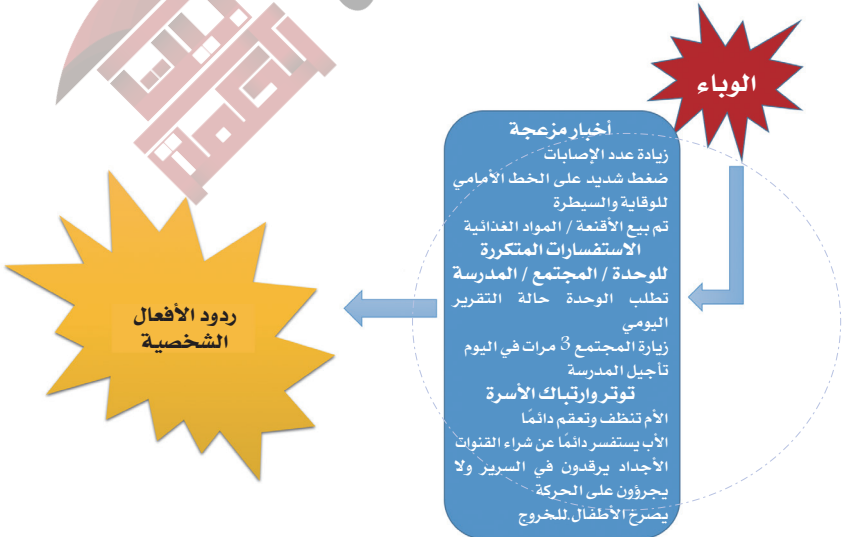 الوباء
أخبار مزعجة
زيادة عدد الإصابات
ضغط شديد على الخط الأمامي
للوقاية والسيطرة
تم بيع الأقنعة / المواد الغذائية
الاستفسارات المتكررة
للوحدة / المجتمع / المدرسة
تطلب الوحدة حالة التقرير
اليومي
زيارة المجتمع 3 مرات في اليوم
تأجيل المدرسة
توتر وارتباك الأسرة
الأم تنظف وتعقم دائمًا
الأب يستفسر دائمًا عن شراء القنوات
الأجداد يرقدون في السرير ولا
يجرؤون على الحركة
يصرخ الأطفال للخروج
ردود الأفعال
الشخصية